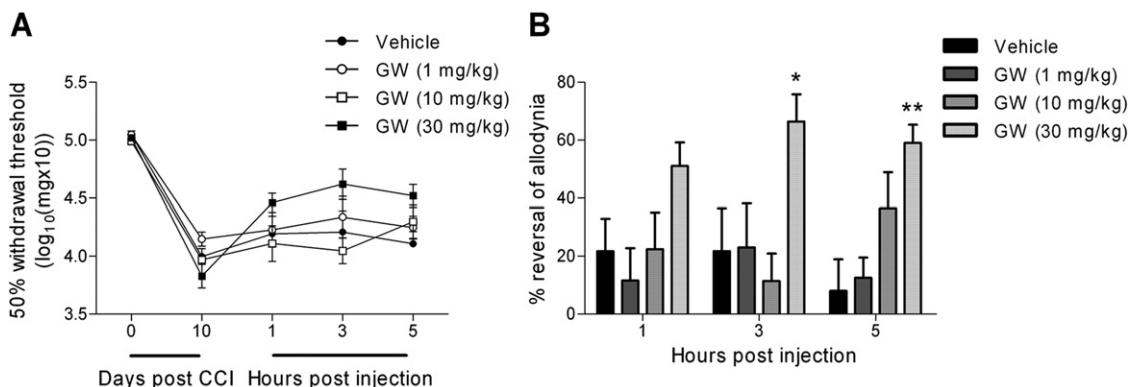 A
Vehicle
GW (1 mg/kg)
GW (10 mg/kg)
GW (30 mg/kg)
50% withdrawal threshold
(log₁₀(mgx10))
5.5
5.0
4.5
4.0
3.5
0
10
1
3
5
Days post CCI
Hours post injection
B
Vehicle
GW (1 mg/kg)
GW (10 mg/kg)
GW (30 mg/kg)
% reversal of allodynia
80
60
40
20
0
*
**
1
3
5
Hours post injection